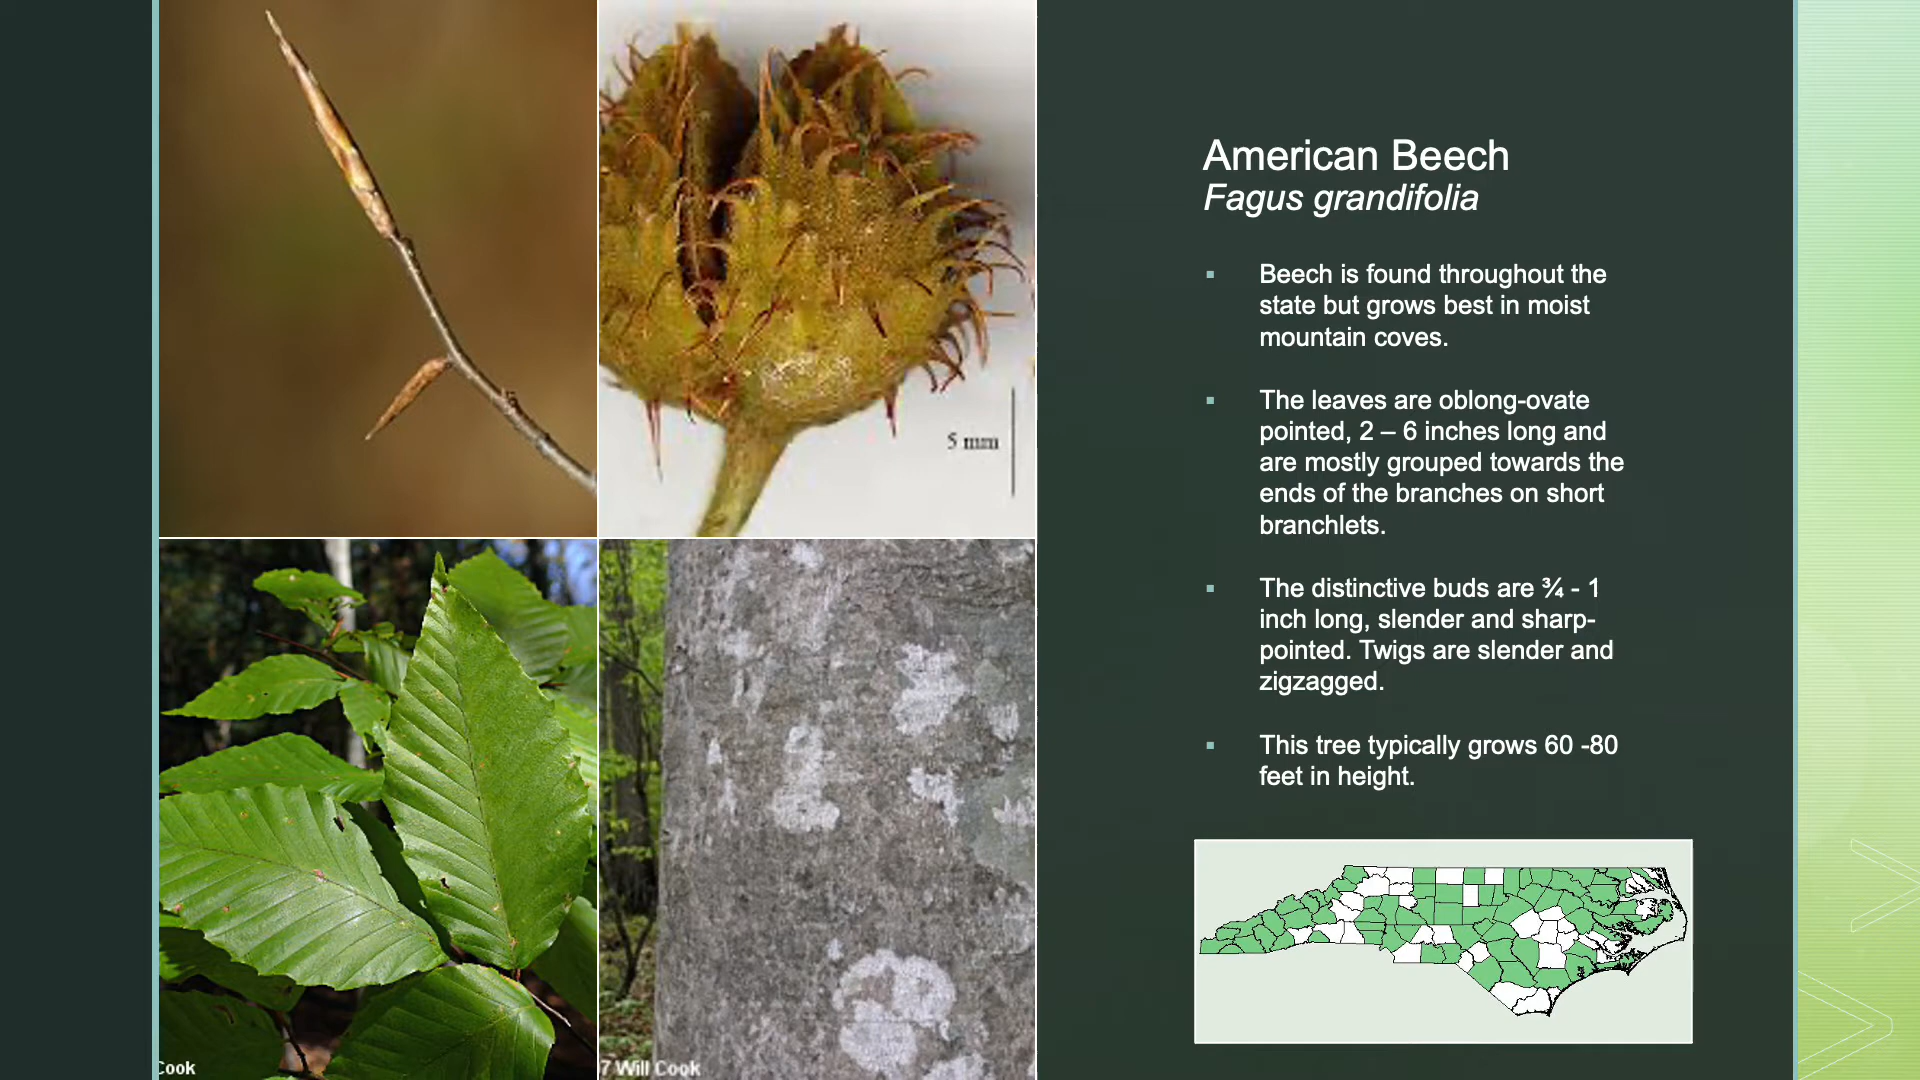 American Beech
Fagus grandifolia
▪ Beech is found throughout the
state but grows best in moist
mountain coves.
▪ The leaves are oblong-ovate
pointed, 2 – 6 inches long and
are mostly grouped towards the
ends of the branches on short
branchlets.
▪ The distinctive buds are ¾ - 1
inch long, slender and sharp-
pointed. Twigs are slender and
zigzagged.
▪ This tree typically grows 60 -80
feet in height.
5 mm
Cook
7 Will Cook